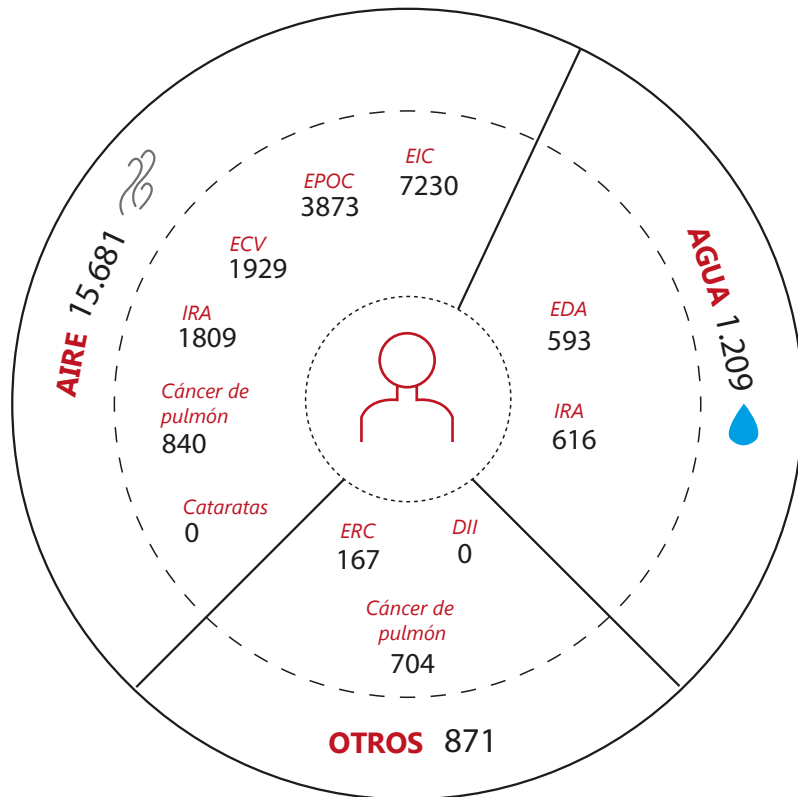 AIRE 15.681
EIC
7230
EPOC
3873
ECV
1929
IRA
1809
Cáncer de
pulmón
840
Cataratas
0
AGUA 1.209
EDA
593
IRA
616
ERC
167
DII
0
Cáncer de
pulmón
704
OTROS 871